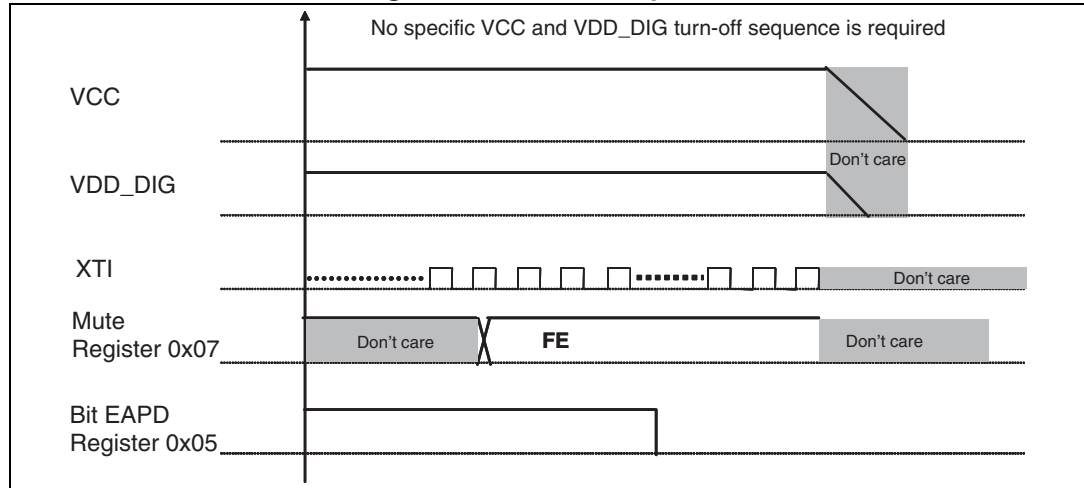 No specific VCC and VDD_DIG turn-off sequence is required
VCC
Don't care
VDD_DIG
XTI
Don't care
Mute
Register 0x07
Don't care
FE
Don't care
Bit EAPD
Register 0x05